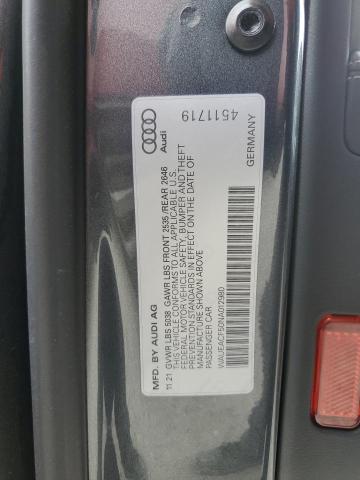 Audi
4511719
MFD. BY AUDI AG
GERMANY
11 21 GVWR LBS 5038 GAWR LBS FRONT 2535/REAR 2646
THIS VEHICLE CONFORMS TO ALL APPLICABLE U.S.
FEDERAL MOTOR VEHICLE SAFETY, BUMPER AND THEFT
PREVENTION STANDARDS IN EFFECT ON THE DATE OF
MANUFACTURE SHOWN ABOVE
PASSENGER CAR
WAUEACF50NA012980